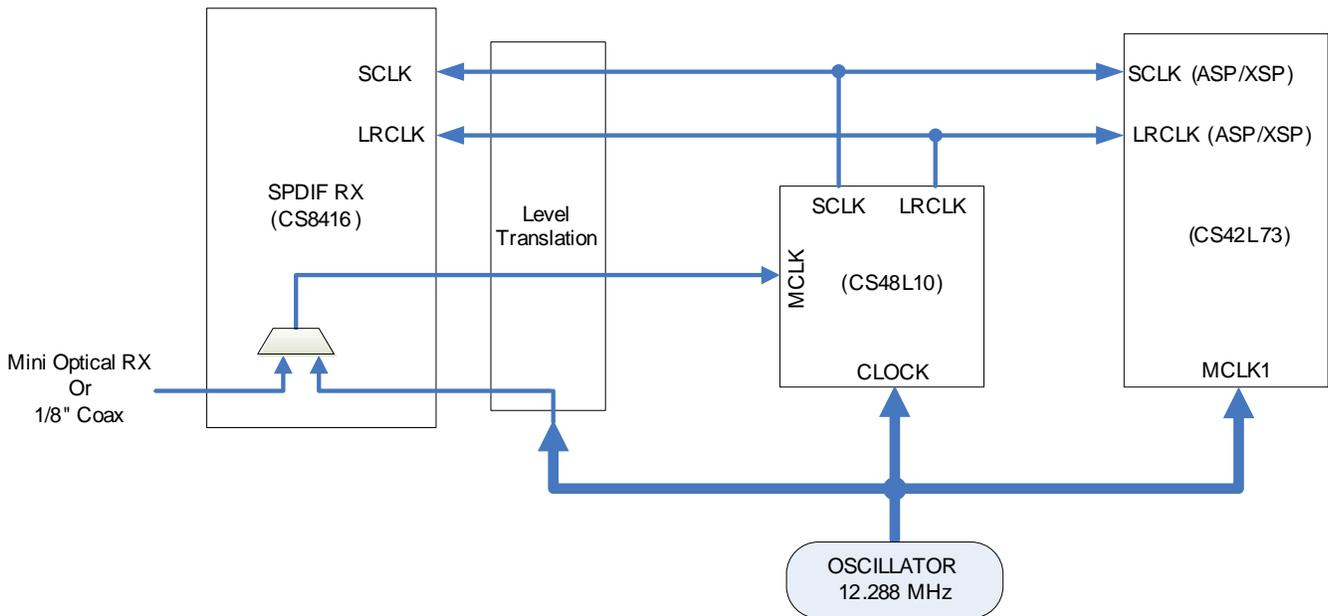 SCLK
LRCLK
SPDIF RX
(CS8416)
Mini Optical RX
Or
1/8" Coax
Level
Translation
SCLK LRCLK
MCLK
(CS48L10)
CLOCK
SCLK (ASP/XSP)
LRCLK (ASP/XSP)
(CS42L73)
MCLK1
OSCILLATOR
12.288 MHz